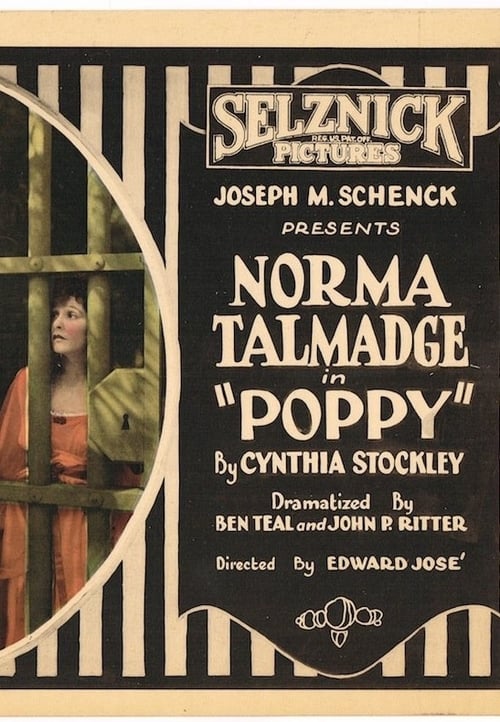 SELZNICK
REG. U.S. PAT. OFF.
PICTURES
JOSEPH M. SCHENCK
PRESENTS
NORMA
TALMADGE
in
"POPPY"
By CYNTHIA STOCKLEY
Dramatized By
BEN TEAL and JOHN P. RITTER
Directed By EDWARD JOSE´